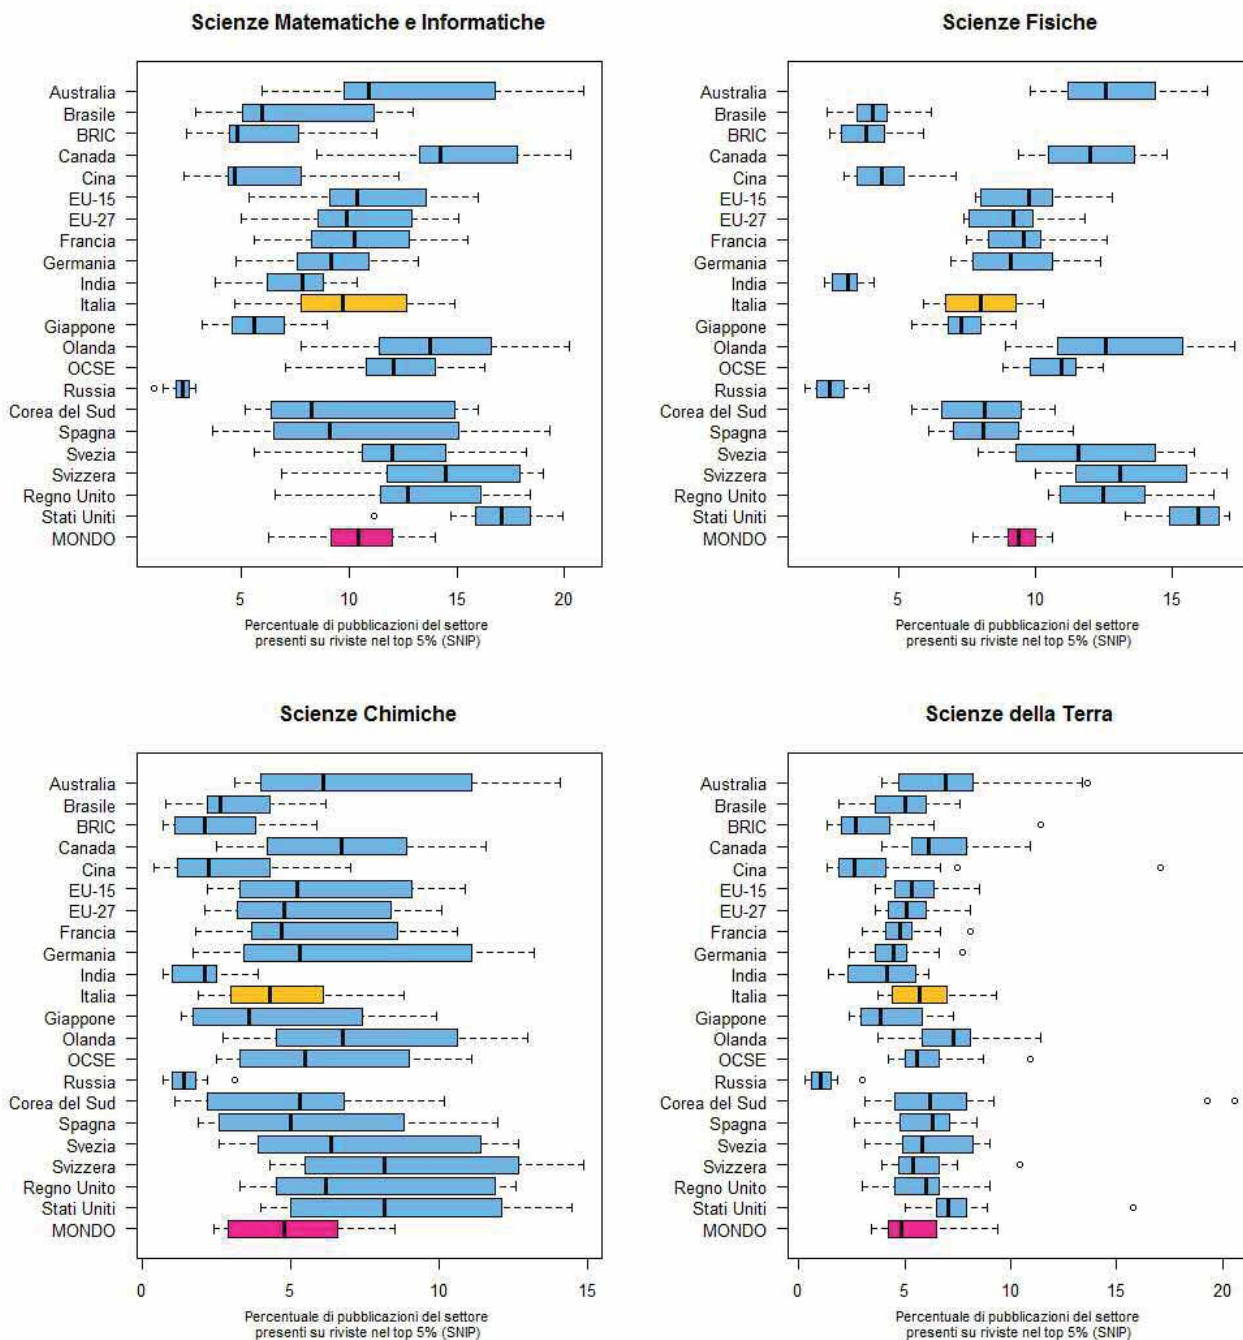 Scienze Matematiche e Informatiche
Australia
Brasile
BRIC
Canada
Cina
EU-15
EU-27
Francia
Germania
India
Italia
Giappone
Olanda
OCSE
Russia
Corea del Sud
Spagna
Svezia
Svizzera
Regno Unito
Stati Uniti
MONDO
5 10 15 20
Percentuale di pubblicazioni del settore
presenti su riviste nel top 5% (SNIP)
Scienze Fisiche
Australia
Brasile
BRIC
Canada
Cina
EU-15
EU-27
Francia
Germania
India
Italia
Giappone
Olanda
OCSE
Russia
Corea del Sud
Spagna
Svezia
Svizzera
Regno Unito
Stati Uniti
MONDO
5 10 15
Percentuale di pubblicazioni del settore
presenti su riviste nel top 5% (SNIP)
Scienze Chimiche
Australia
Brasile
BRIC
Canada
Cina
EU-15
EU-27
Francia
Germania
India
Italia
Giappone
Olanda
OCSE
Russia
Corea del Sud
Spagna
Svezia
Svizzera
Regno Unito
Stati Uniti
MONDO
0 5 10 15
Percentuale di pubblicazioni del settore
presenti su riviste nel top 5% (SNIP)
Scienze della Terra
Australia
Brasile
BRIC
Canada
Cina
EU-15
EU-27
Francia
Germania
India
Italia
Giappone
Olanda
OCSE
Russia
Corea del Sud
Spagna
Svezia
Svizzera
Regno Unito
Stati Uniti
MONDO
0 5 10 15 20
Percentuale di pubblicazioni del settore
presenti su riviste nel top 5% (SNIP)